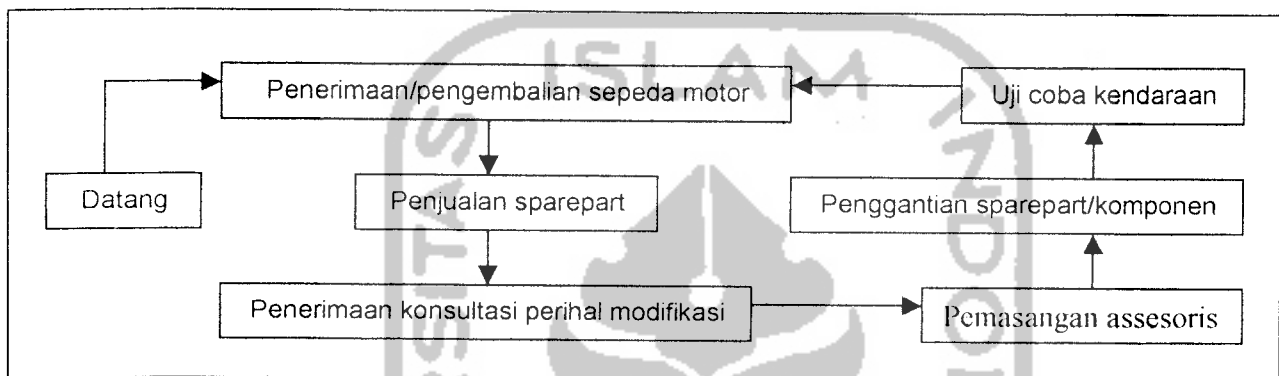 ISLAM
Penerimaan/pengembalian sepeda motor
Uji coba kendaraan
Datang
Penjualan sparepart
Penggantian sparepart/komponen
Penerimaan konsultasi perihal modifikasi
Pemasangan assesoris